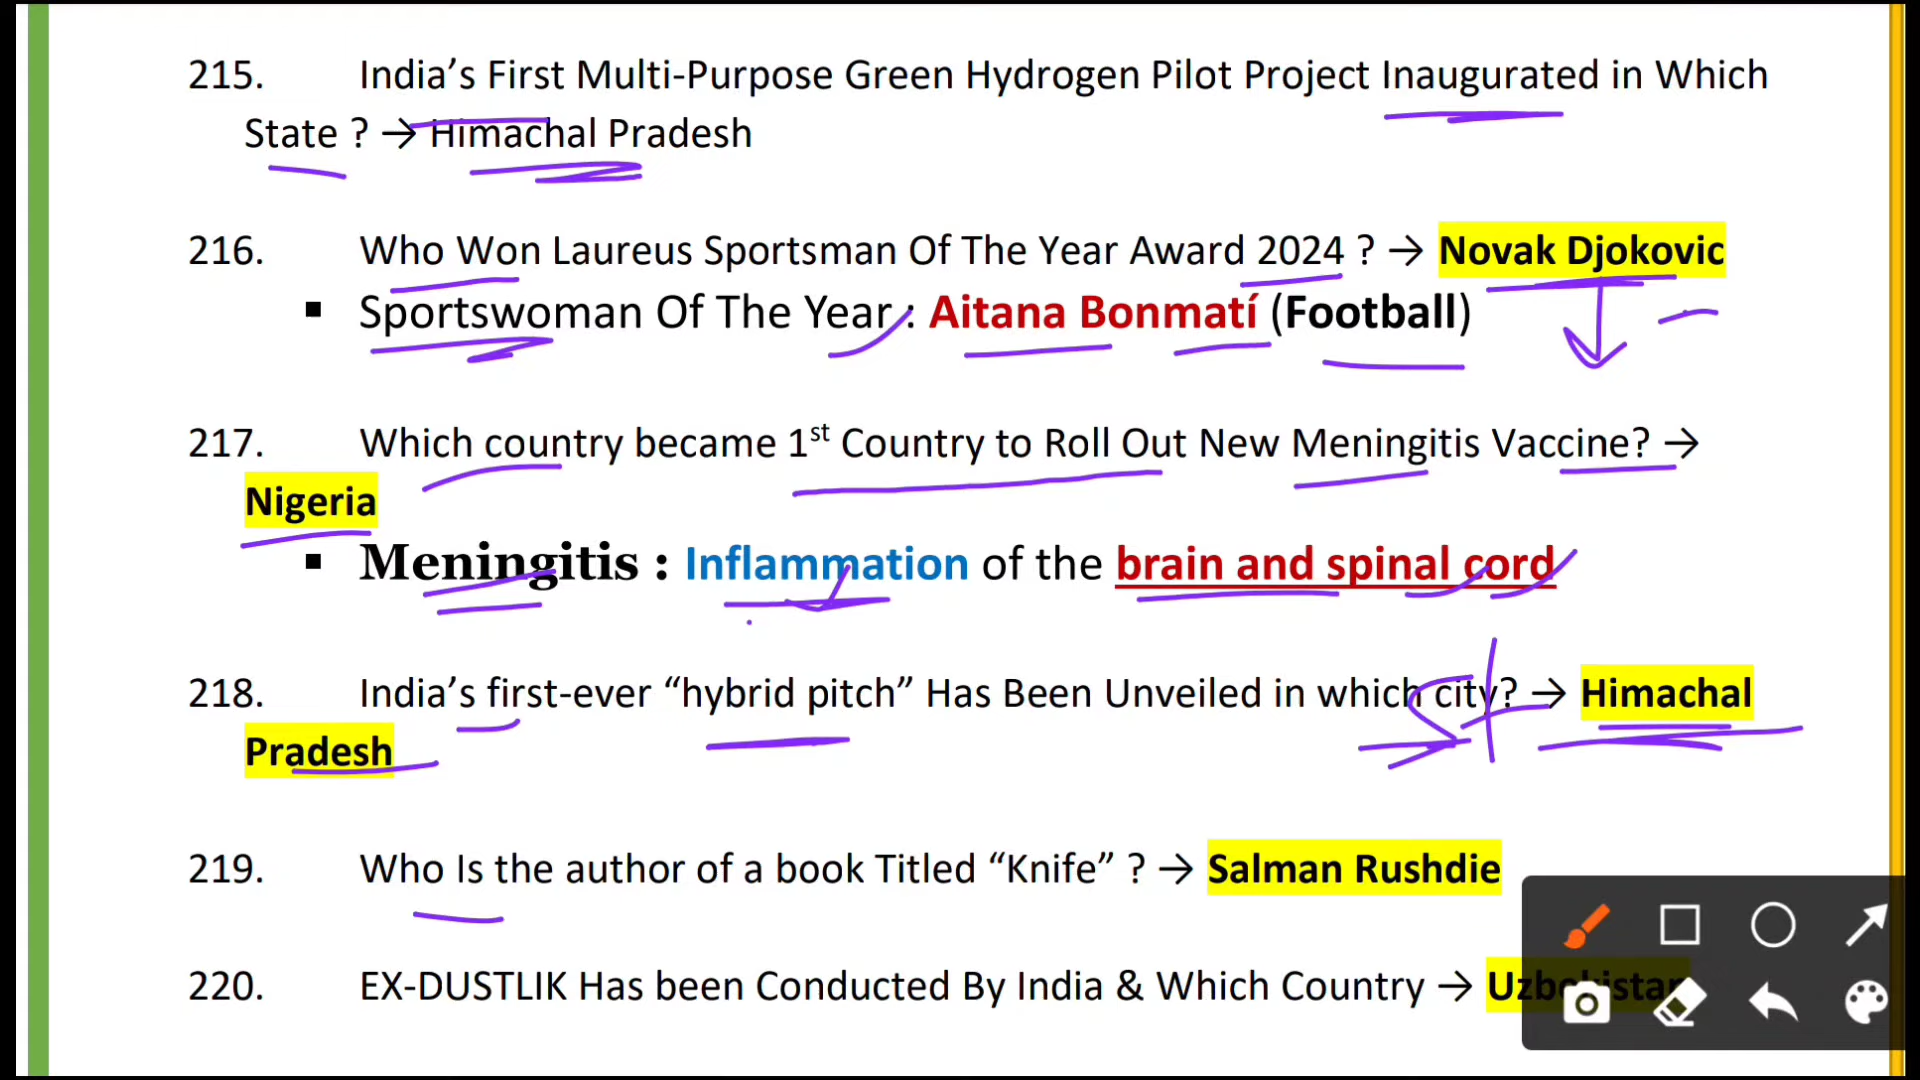 215. India’s First Multi-Purpose Green Hydrogen Pilot Project Inaugurated in Which
State ? → Himachal Pradesh
216. Who Won Laureus Sportsman Of The Year Award 2024 ? → Novak Djokovic
▪ Sportswoman Of The Year : Aitana Bonmatí (Football)
217. Which country became 1st Country to Roll Out New Meningitis Vaccine? →
Nigeria
▪ Meningitis : Inflammation of the brain and spinal cord
218. India’s first-ever “hybrid pitch” Has Been Unveiled in which city? → Himachal
Pradesh
219. Who Is the author of a book Titled “Knife” ? → Salman Rushdie
220. EX-DUSTLIK Has been Conducted By India & Which Country → Uzbekistan